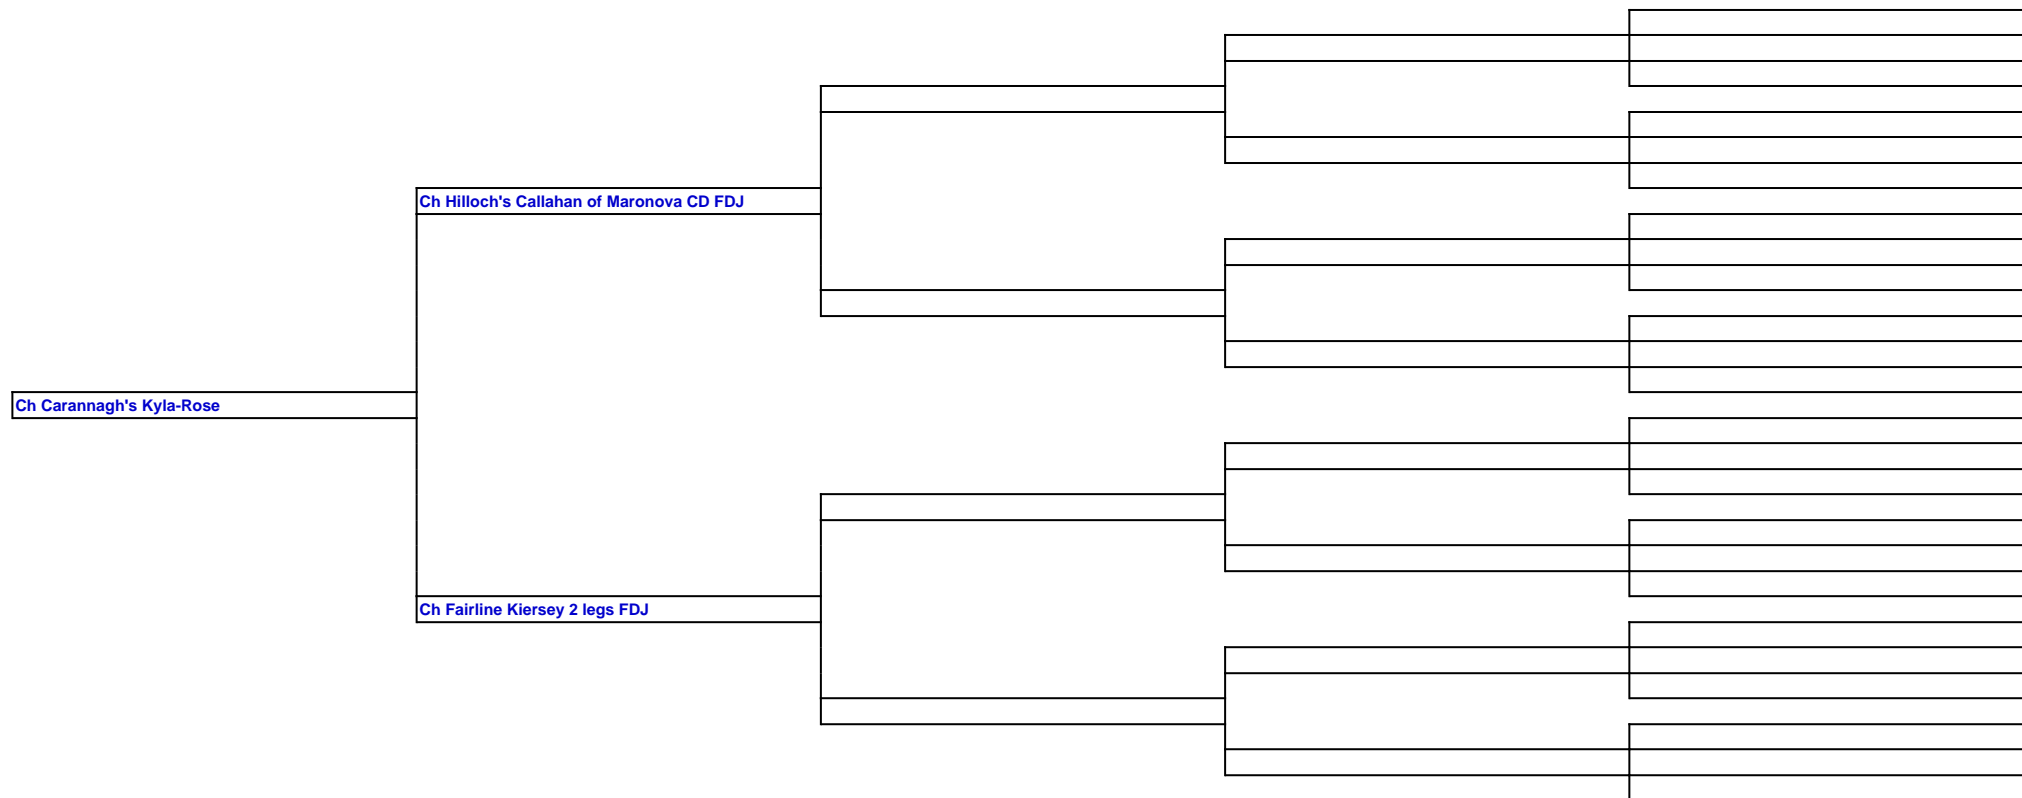 Ch Hilloch's Callahan of Maronova CD FDJ
Ch Carannagh's Kyla-Rose
Ch Fairline Kiersey 2 legs FDJ